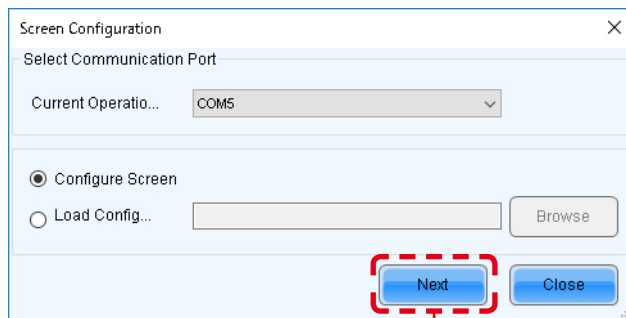 Screen Configuration
Select Communication Port
Current Operatio... COM5
Configure Screen
Load Config... Browse
Next Close